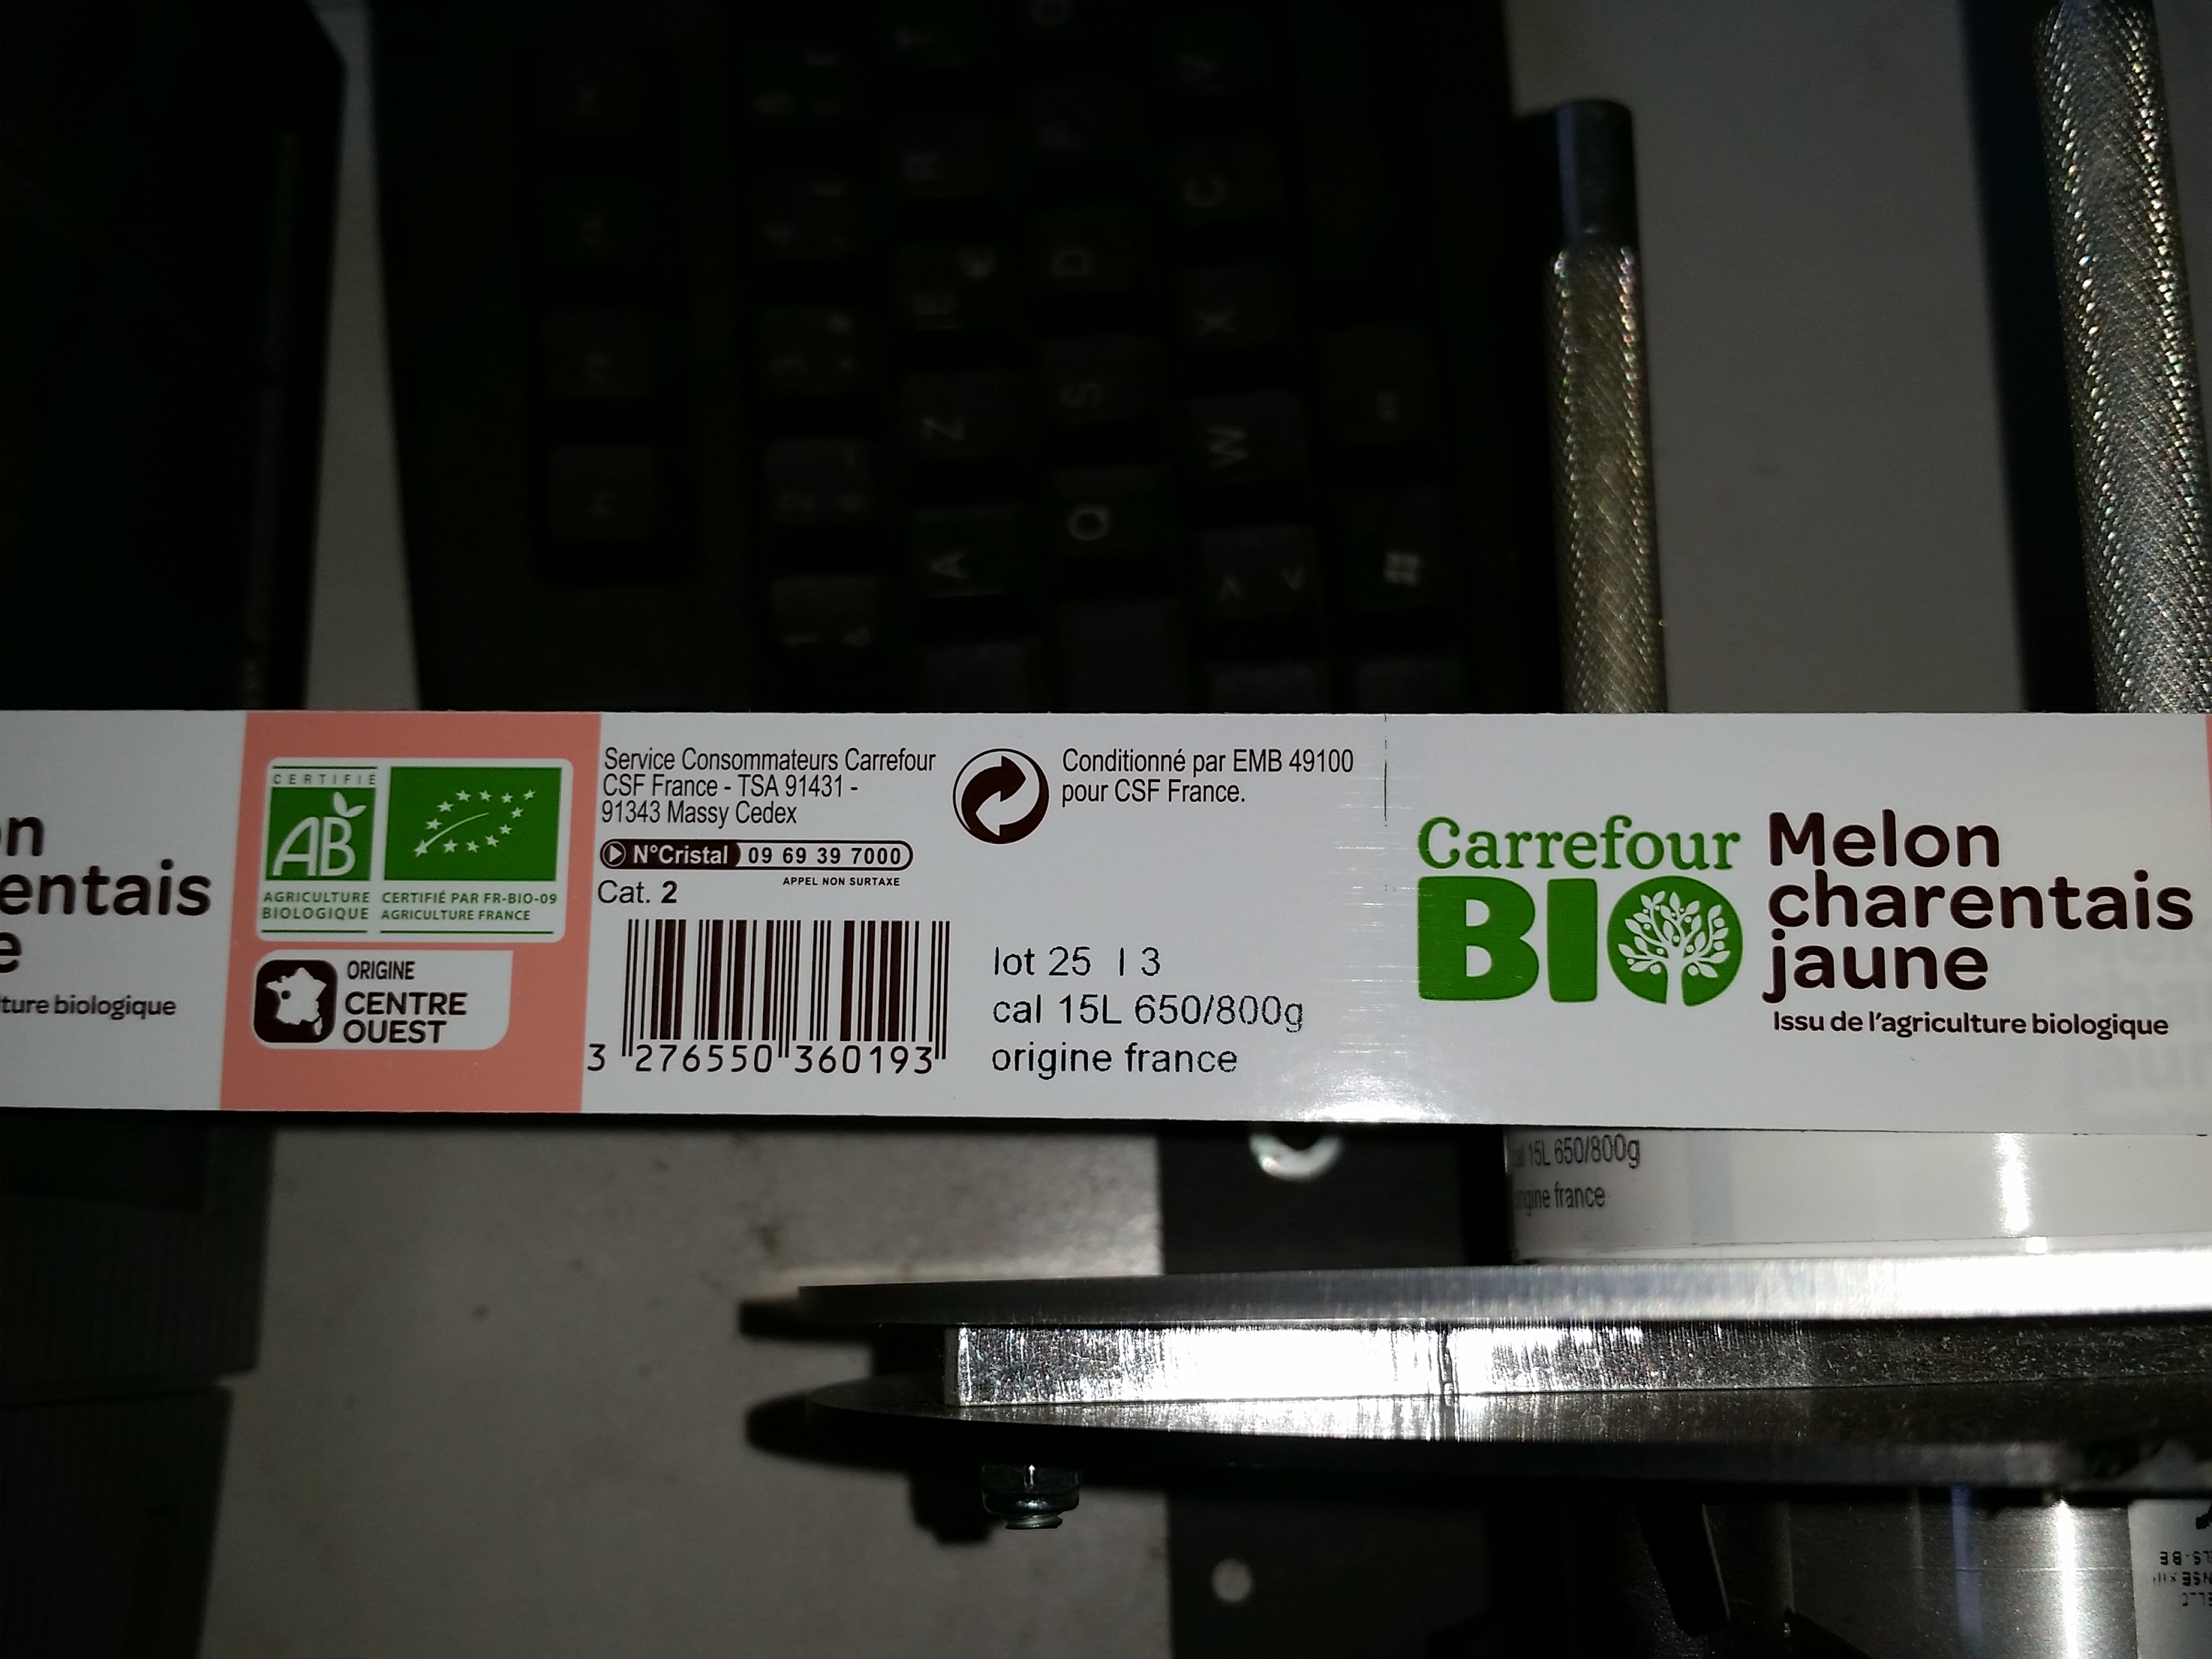 on
entais
e
ture biologique
CERTIFIÉ
AB
AGRICULTURE
BIOLOGIQUE
CERTIFIÉ PAR FR-BIO-09
AGRICULTURE FRANCE
ORIGINE
CENTRE
OUEST
Service Consommateurs Carrefour
CSF France - TSA 91431 -
91343 Massy Cedex
N°Cristal 09 69 39 7000
APPEL NON SURTAXE
Cat. 2
3 276550 360193
Conditionné par EMB 49100
pour CSF France.
lot 25 l 3
cal 15L 650/800g
origine france
Carrefour
BIO
Melon
charentais
jaune
Issu de l'agriculture biologique
cal 15L 650/800g
origine france
T
V
R
C
E €
D
X
Z
S
W
A
Q
2
< >